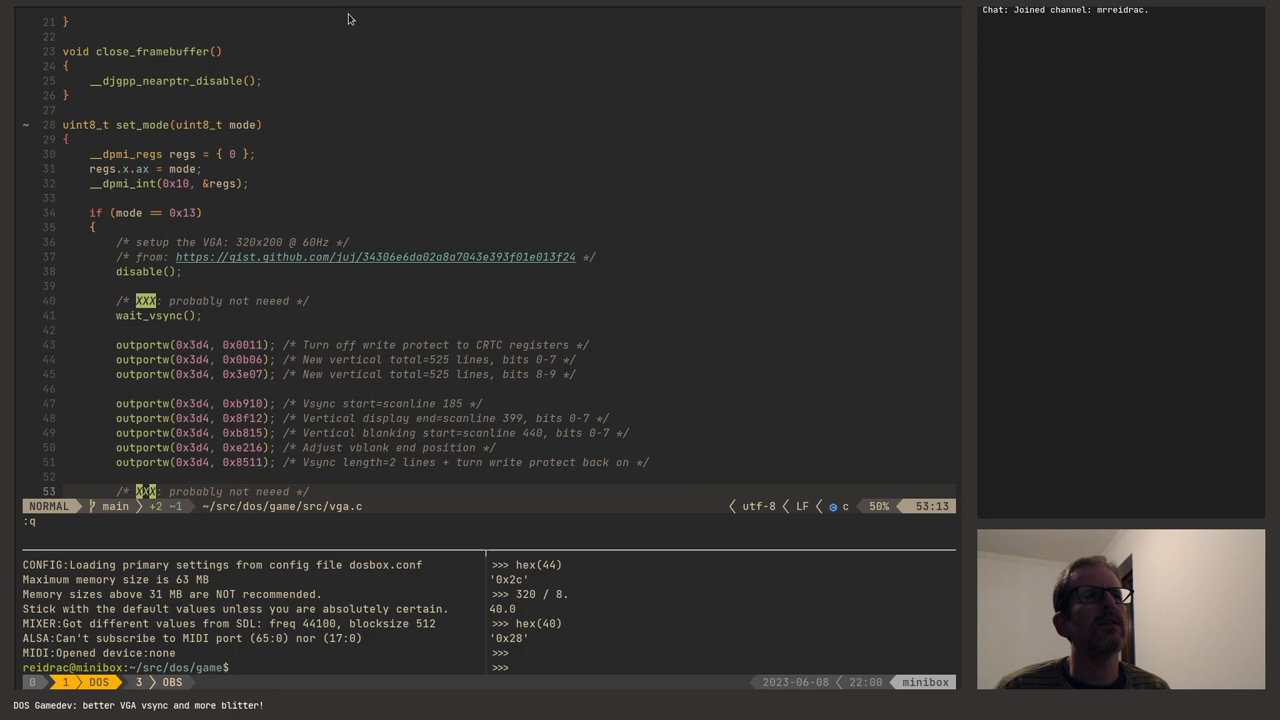 Chat: Joined channel: mrreidrac.
21 }
22
23 void close_framebuffer()
24 {
25 __djgpp_nearptr_disable();
26 }
27
~ 28 uint8_t set_mode(uint8_t mode)
29 {
30 __dpmi_regs regs = { 0 };
31 regs.x.ax = mode;
32 __dpmi_int(0x10, &regs);
33
34 if (mode == 0x13)
35 {
36 /* setup the VGA: 320x200 @ 60Hz */
37 /* from: https://gist.github.com/juj/34306e6da02a8a7043e393f01e013f24 */
38 disable();
39
40 /* XXX: probably not neeed */
41 wait_vsync();
42
43 outportw(0x3d4, 0x0011); /* Turn off write protect to CRTC registers */
44 outportw(0x3d4, 0x0b06); /* New vertical total=525 lines, bits 0-7 */
45 outportw(0x3d4, 0x3e07); /* New vertical total=525 lines, bits 8-9 */
46
47 outportw(0x3d4, 0xb910); /* Vsync start=scanline 185 */
48 outportw(0x3d4, 0x8f12); /* Vertical display end=scanline 399, bits 0-7 */
49 outportw(0x3d4, 0xb815); /* Vertical blanking start=scanline 440, bits 0-7 */
50 outportw(0x3d4, 0xe216); /* Adjust vblank end position */
51 outportw(0x3d4, 0x8511); /* Vsync length=2 lines + turn write protect back on */
52
53 /* XXX: probably not neeed */
NORMAL main +2 ~1 ~/src/dos/game/src/vga.c utf-8 LF c 50% 53:13
:q
CONFIG:Loading primary settings from config file dosbox.conf
Maximum memory size is 63 MB
Memory sizes above 31 MB are NOT recommended.
Stick with the default values unless you are absolutely certain.
MIXER:Got different values from SDL: freq 44100, blocksize 512
ALSA:Can't subscribe to MIDI port (65:0) nor (17:0)
MIDI:Opened device:none
reidrac@minibox:~/src/dos/game$
>>> hex(44)
'0x2c'
>>> 320 / 8.
40.0
>>> hex(40)
'0x28'
>>>
>>>
0 1 DOS 3 OBS 2023-06-08 22:00 minibox
DOS Gamedev: better VGA vsync and more blitter!